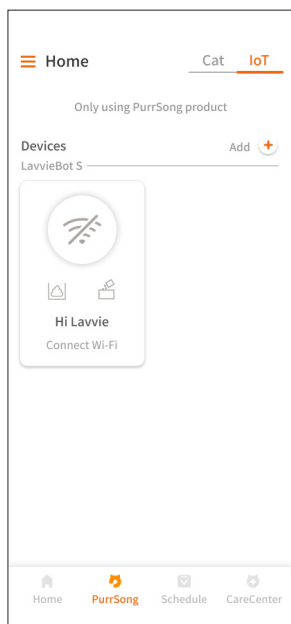 Home
Cat IoT
Only using PurrSong product
Devices
Add +
LavvieBot S
Hi Lavvie
Connect Wi-Fi
Home PurrSong Schedule CareCenter